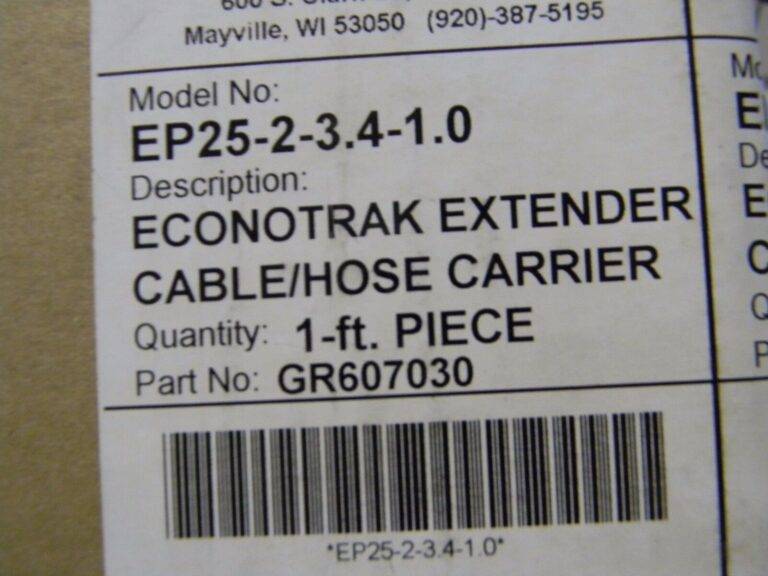 Mayville, WI 53050 (920)-387-5195
Model No:
EP25-2-3.4-1.0
Description:
ECONOTRAK EXTENDER
CABLE/HOSE CARRIER
Quantity: 1-ft. PIECE
Part No: GR607030
*EP25-2-3.4-1.0*